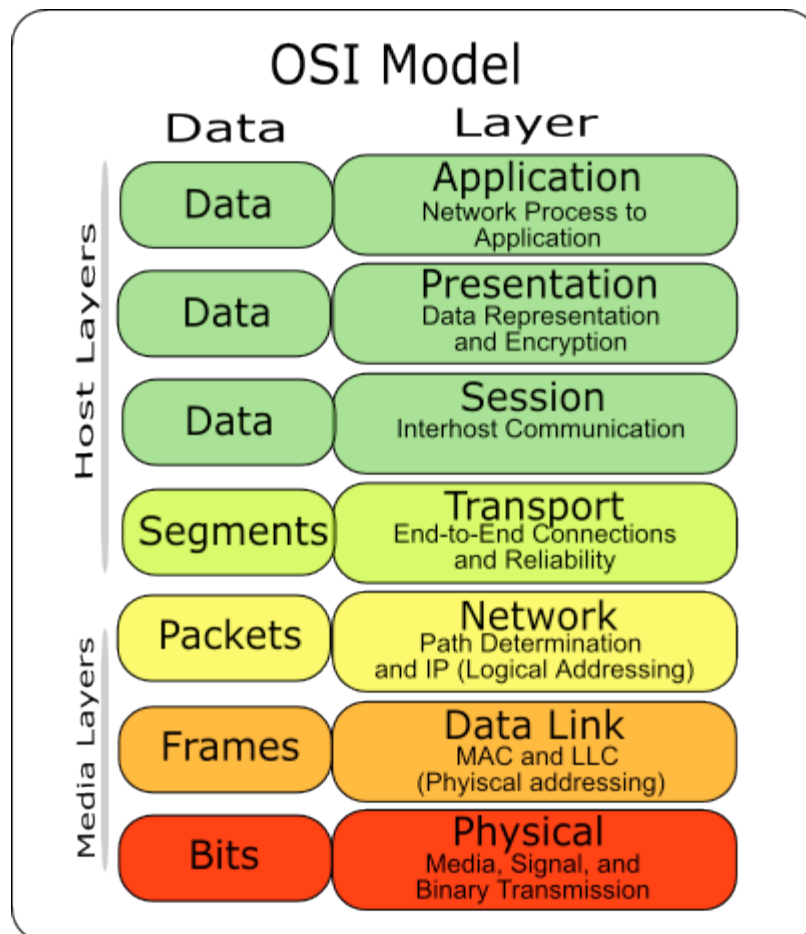 OSI Model
Data
Layer
Host Layers
Data
Application
Network Process to
Application
Data
Presentation
Data Representation
and Encryption
Data
Session
Interhost Communication
Segments
Transport
End-to-End Connections
and Reliability
Media Layers
Packets
Network
Path Determination
and IP (Logical Addressing)
Frames
Data Link
MAC and LLC
(Phyiscal addressing)
Bits
Physical
Media, Signal, and
Binary Transmission